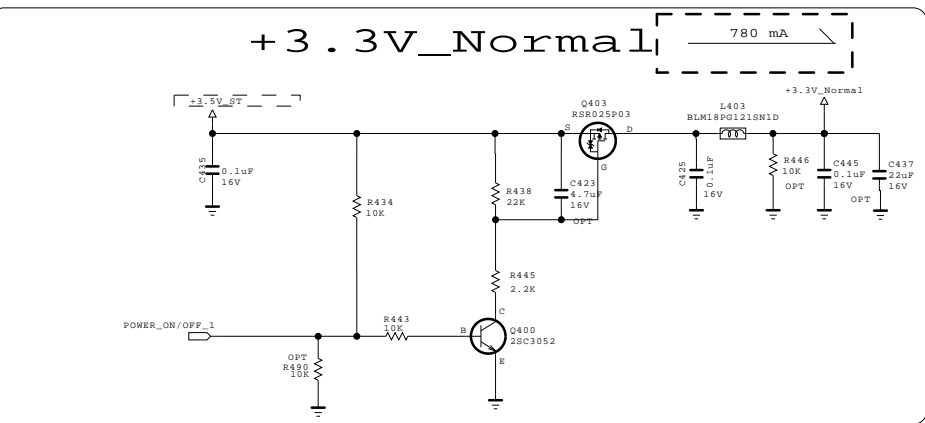 +3.3V_Normal
780 mA
+3.5V_ST
C435
0.1uF
16V
R434
10K
R438
22K
C423
4.7uF
16V
OPT
Q403
RSR025P03
S
D
G
C425
0.1uF
16V
L403
BLM18PG121SN1D
+3.3V_Normal
R446
10K
OPT
C445
0.1uF
16V
C437
22uF
16V
OPT
R445
2.2K
POWER_ON/OFF_1
R443
10K
B
C
Q400
2SC3052
E
OPT
R490
10K